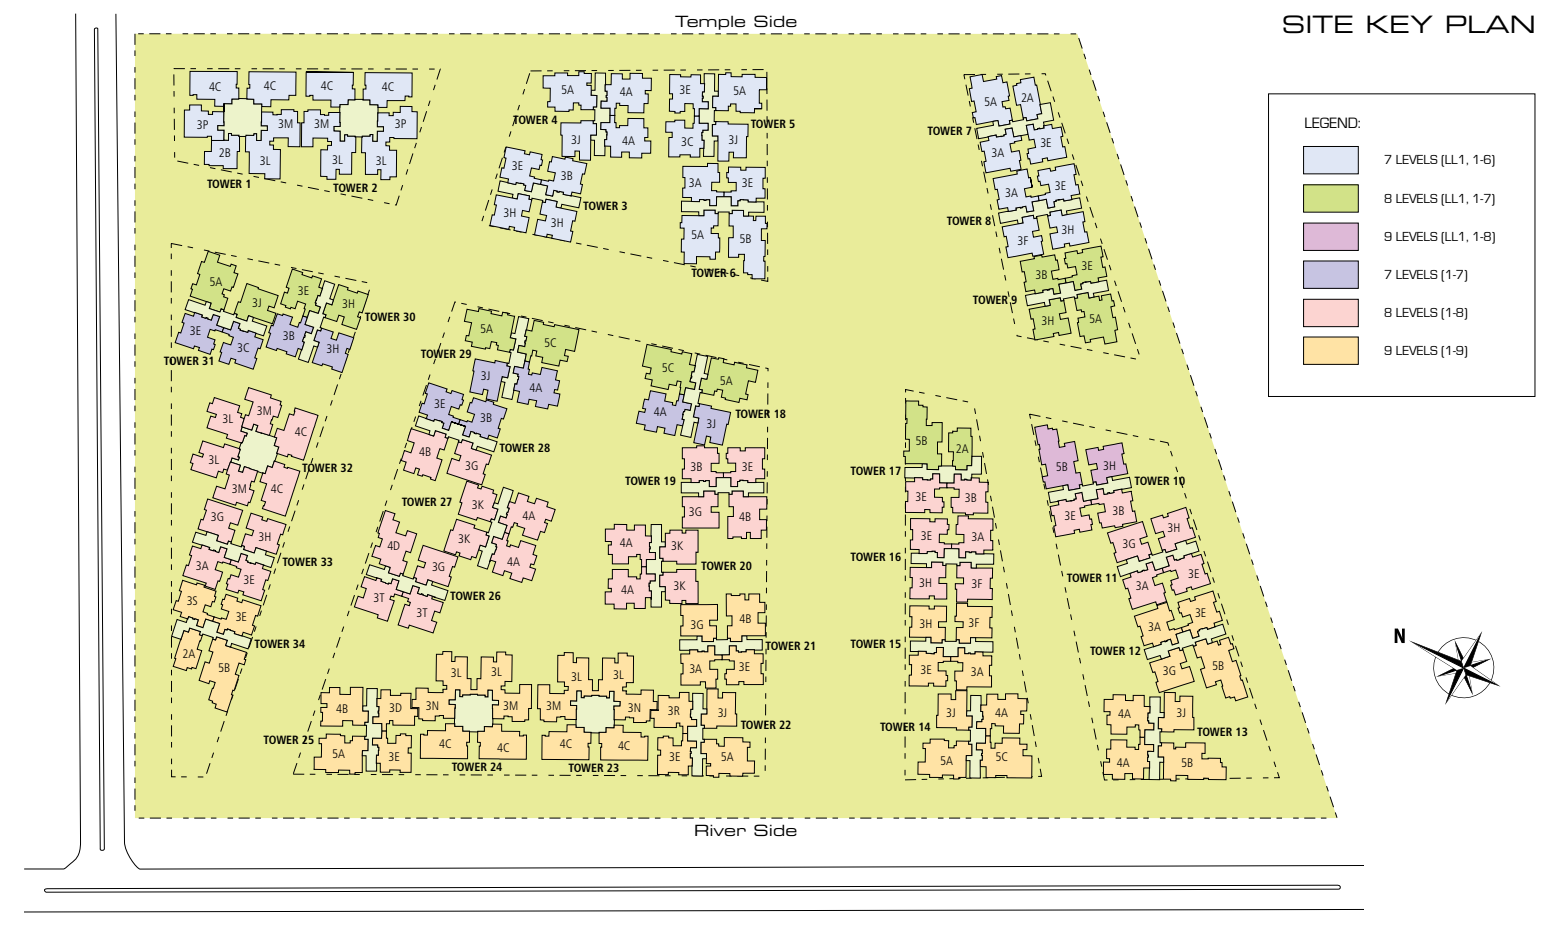 Temple Side
SITE KEY PLAN
LEGEND:
7 LEVELS (LL1, 1-6)
8 LEVELS (LL1, 1-7)
9 LEVELS (LL1, 1-8)
7 LEVELS (1-7)
8 LEVELS (1-8)
9 LEVELS (1-9)
N
4C 4C 4C 4C
3P 3M 3M 3P
2B 3L 3L 3L
TOWER 1 TOWER 2
5A 4A
TOWER 4
3J 4A
3E 5A
TOWER 5
3C 3J
3E 3B
TOWER 3
3H 3H
3A 3E
5A 5B
TOWER 6
5A 2A
TOWER 7
3A 3E
3A 3E
TOWER 8
3F 3H
3B 3E
TOWER 9
3H 5A
5A 3J
3E 3C
TOWER 31
3E 3H
TOWER 30
3B 3H
5A 5C
TOWER 29
3J 4A
3E 3B
TOWER 28
4B 3G
5C 5A
4A 3J
TOWER 18
3L 3M 4C
3L 3M 4C
TOWER 32
3B 3E
TOWER 19
3G 4B
TOWER 27
3K 4A
3K 4A
3G 3H
TOWER 33
3A 3E
4D 3G
TOWER 26
3T 3T
4A 3K
TOWER 20
4A 3K
3S 3E
TOWER 34
2A 5B
3G 4B
TOWER 21
3A 3E
4B 3D
TOWER 25
5A 3E
3L 3L
3N 3M
4C 4C
TOWER 24
3L 3L
3M 3N
4C 4C
TOWER 23
3R 3J
TOWER 22
3E 5A
5B 2A
TOWER 17
3E 3B
3E 3A
TOWER 16
3H 3F
3H 3F
TOWER 15
3E 3A
3J 4A
TOWER 14
5A 5C
5B 3H
TOWER 10
3E 3B
3G 3H
TOWER 11
3A 3E
3A 3E
TOWER 12
3G 5B
4A 3J
TOWER 13
4A 5B
River Side